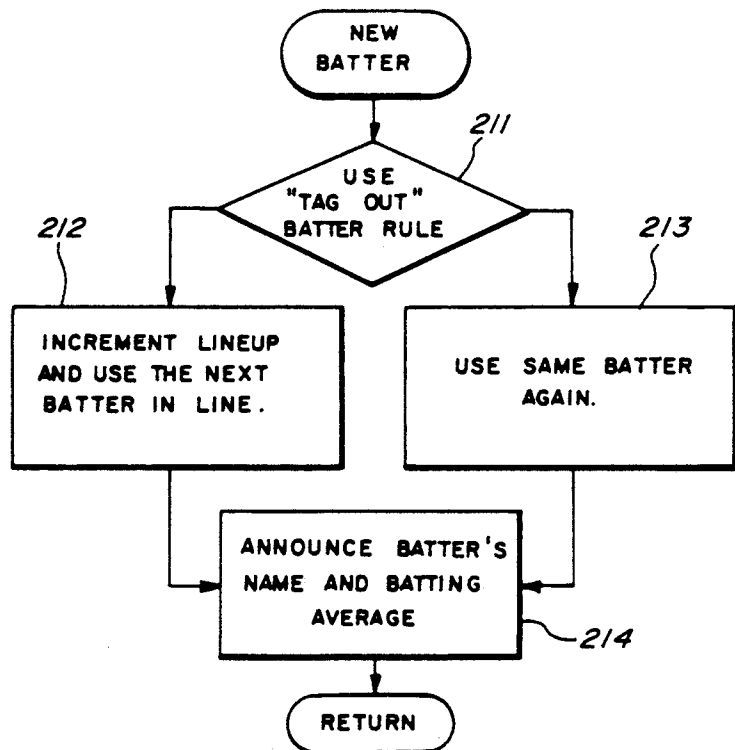 NEW
BATTER
211
USE
"TAG OUT"
BATTER RULE
212
213
INCREMENT LINEUP
AND USE THE NEXT
BATTER IN LINE.
USE SAME BATTER
AGAIN.
ANNOUNCE BATTER'S
NAME AND BATTING
AVERAGE
214
RETURN